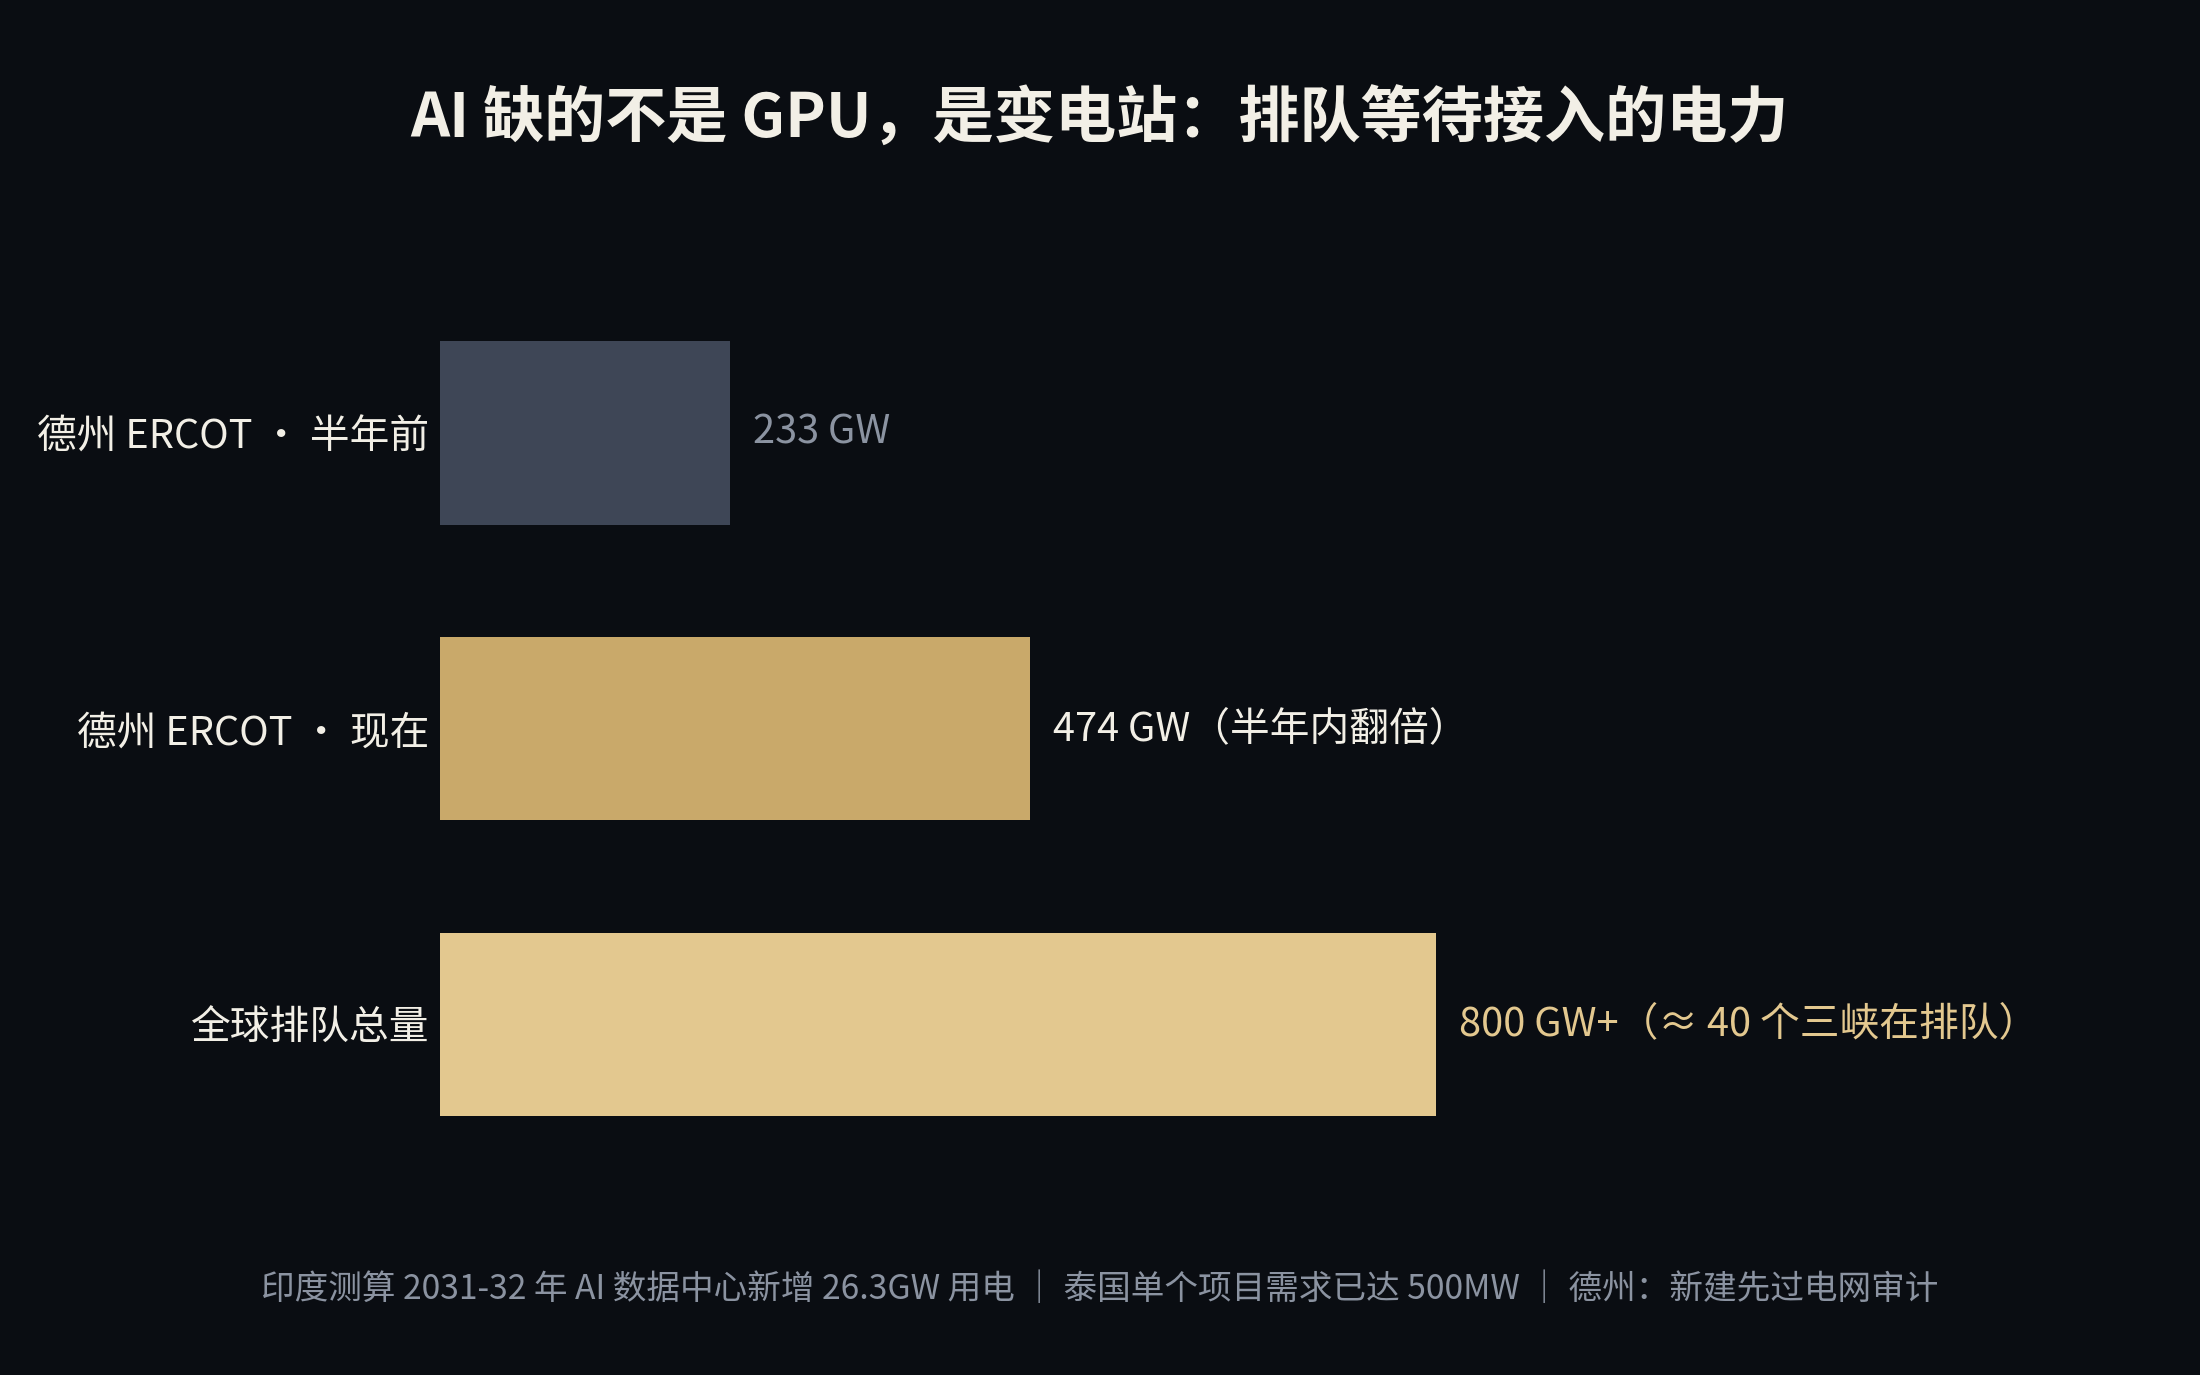 AI 缺的不是 GPU，是变电站：排队等待接入的电力
德州 ERCOT · 半年前
233 GW
德州 ERCOT · 现在
474 GW（半年内翻倍）
全球排队总量
800 GW+（≈ 40 个三峡在排队）
印度测算 2031-32 年 AI 数据中心新增 26.3GW 用电｜泰国单个项目需求已达 500MW｜德州：新建先过电网审计